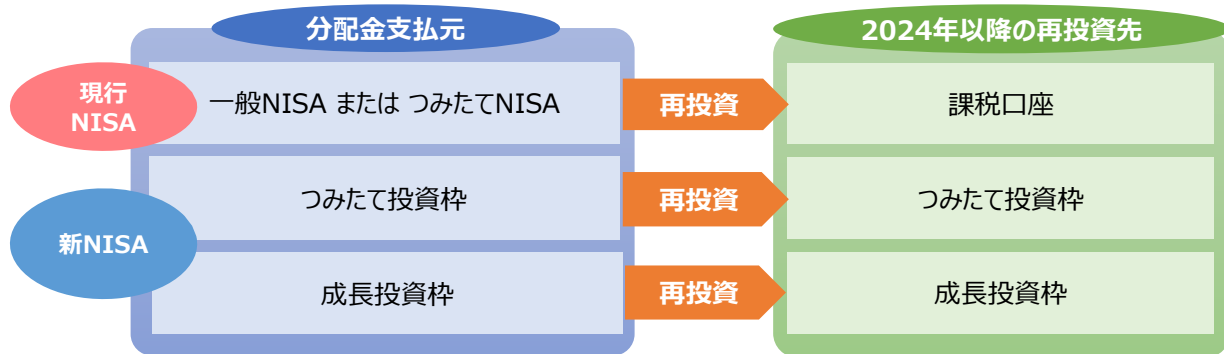 分配金支払元
2024年以降の再投資先
現行
NISA
一般NISA または つみたてNISA
再投資
課税口座
新NISA
つみたて投資枠
再投資
つみたて投資枠
成長投資枠
再投資
成長投資枠